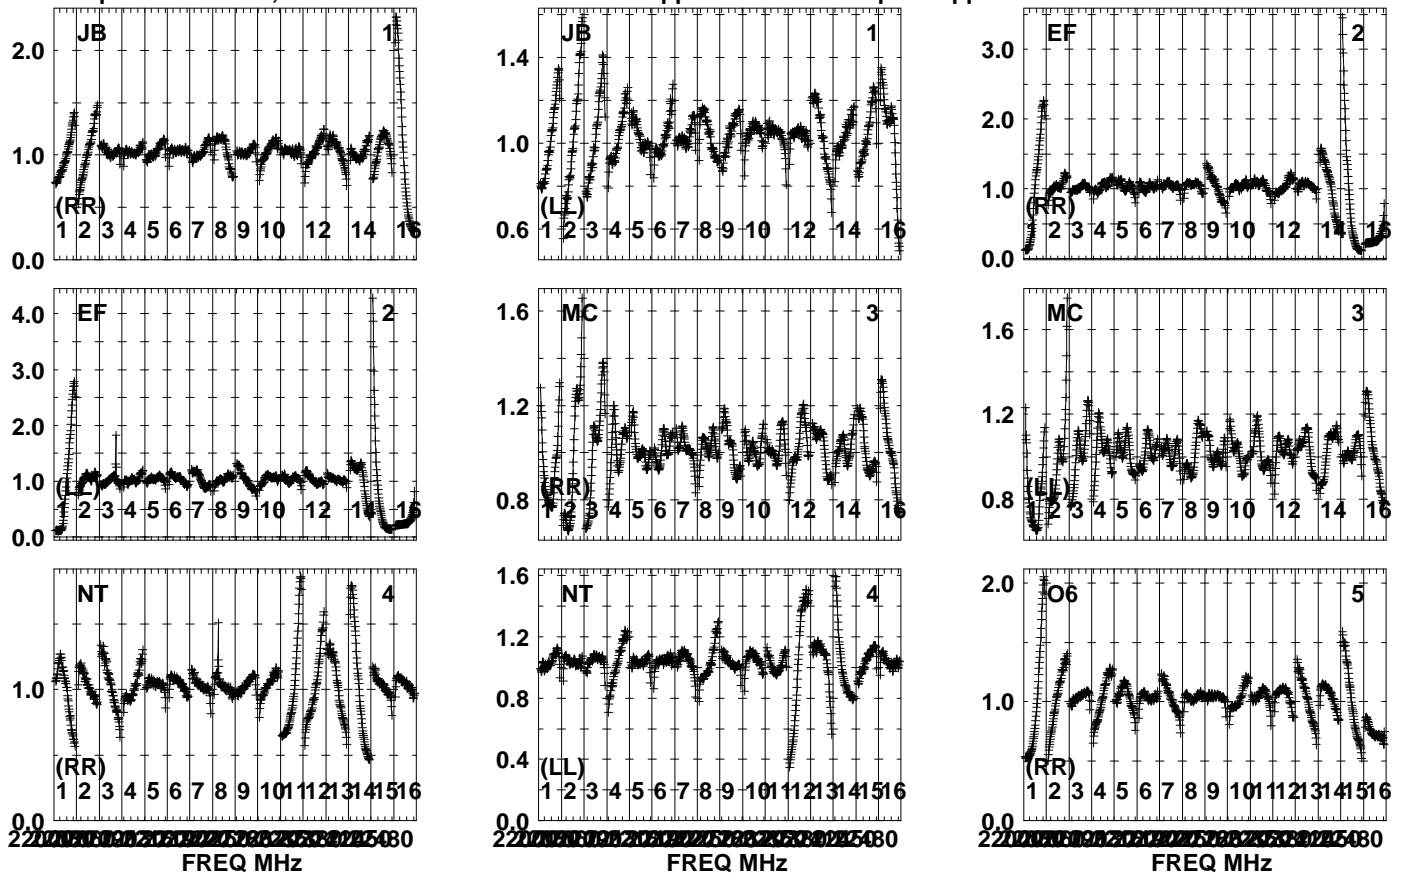 JB 1
2.0
1.0
0.0
(RR)
1 2 3 4 5 6 7 8 9 10 12 14 16
JB 1
1.4
1.0
0.6
(LL)
1 2 3 4 5 6 7 8 9 10 12 14 16
EF 2
3.0
2.0
1.0
0.0
(RR)
1 2 3 4 5 6 7 8 9 10 12 14 16
EF 2
4.0
3.0
2.0
1.0
0.0
(LL)
1 2 3 4 5 6 7 8 9 10 12 14 16
MC 3
1.6
1.2
0.8
(RR)
1 2 3 4 5 6 7 8 9 10 12 14 16
MC 3
1.6
1.2
0.8
(LL)
1 2 3 4 5 6 7 8 9 10 12 14 16
NT 4
1.0
0.0
(RR)
1 2 3 4 5 6 7 8 9 10 11 12 13 14 15 16
FREQ MHz
NT 4
1.6
1.2
0.8
0.4
0.0
(LL)
1 2 3 4 5 6 7 8 9 10 11 12 13 14 15 16
FREQ MHz
O6 5
2.0
1.0
0.0
(RR)
1 2 3 4 5 6 7 8 9 10 11 12 13 14 15 16
FREQ MHz